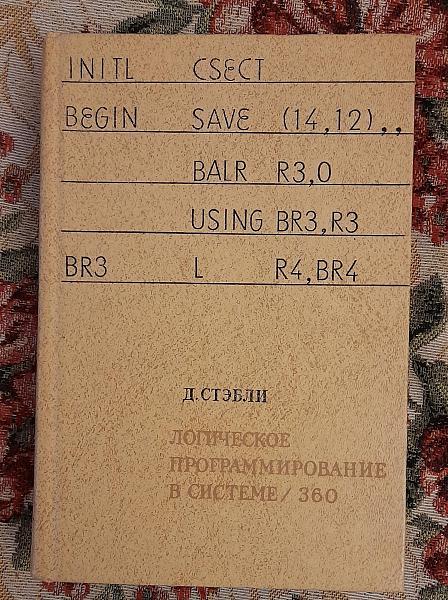 INITL CSECT
BEGIN SAVE (14,12),,
BALR R3,0
USING BR3,R3
BR3 L R4,BR4
Д.СТЭБЛИ
ЛОГИЧЕСКОЕ
ПРОГРАММИРОВАНИЕ
В СИСТЕМЕ/360